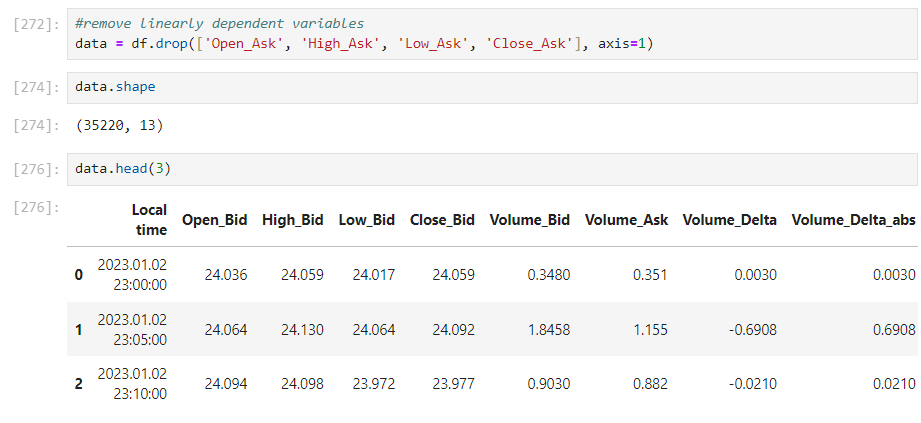 [272]: #remove linearly dependent variables
data = df.drop(['Open_Ask', 'High_Ask', 'Low_Ask', 'Close_Ask'], axis=1)
[274]: data.shape
[274]: (35220, 13)
[276]: data.head(3)
[276]:
Local time Open_Bid High_Bid Low_Bid Close_Bid Volume_Bid Volume_Ask Volume_Delta Volume_Delta_abs
0 2023.01.02 23:00:00 24.036 24.059 24.017 24.059 0.3480 0.351 0.0030 0.0030
1 2023.01.02 23:05:00 24.064 24.130 24.064 24.092 1.8458 1.155 -0.6908 0.6908
2 2023.01.02 23:10:00 24.094 24.098 23.972 23.977 0.9030 0.882 -0.0210 0.0210